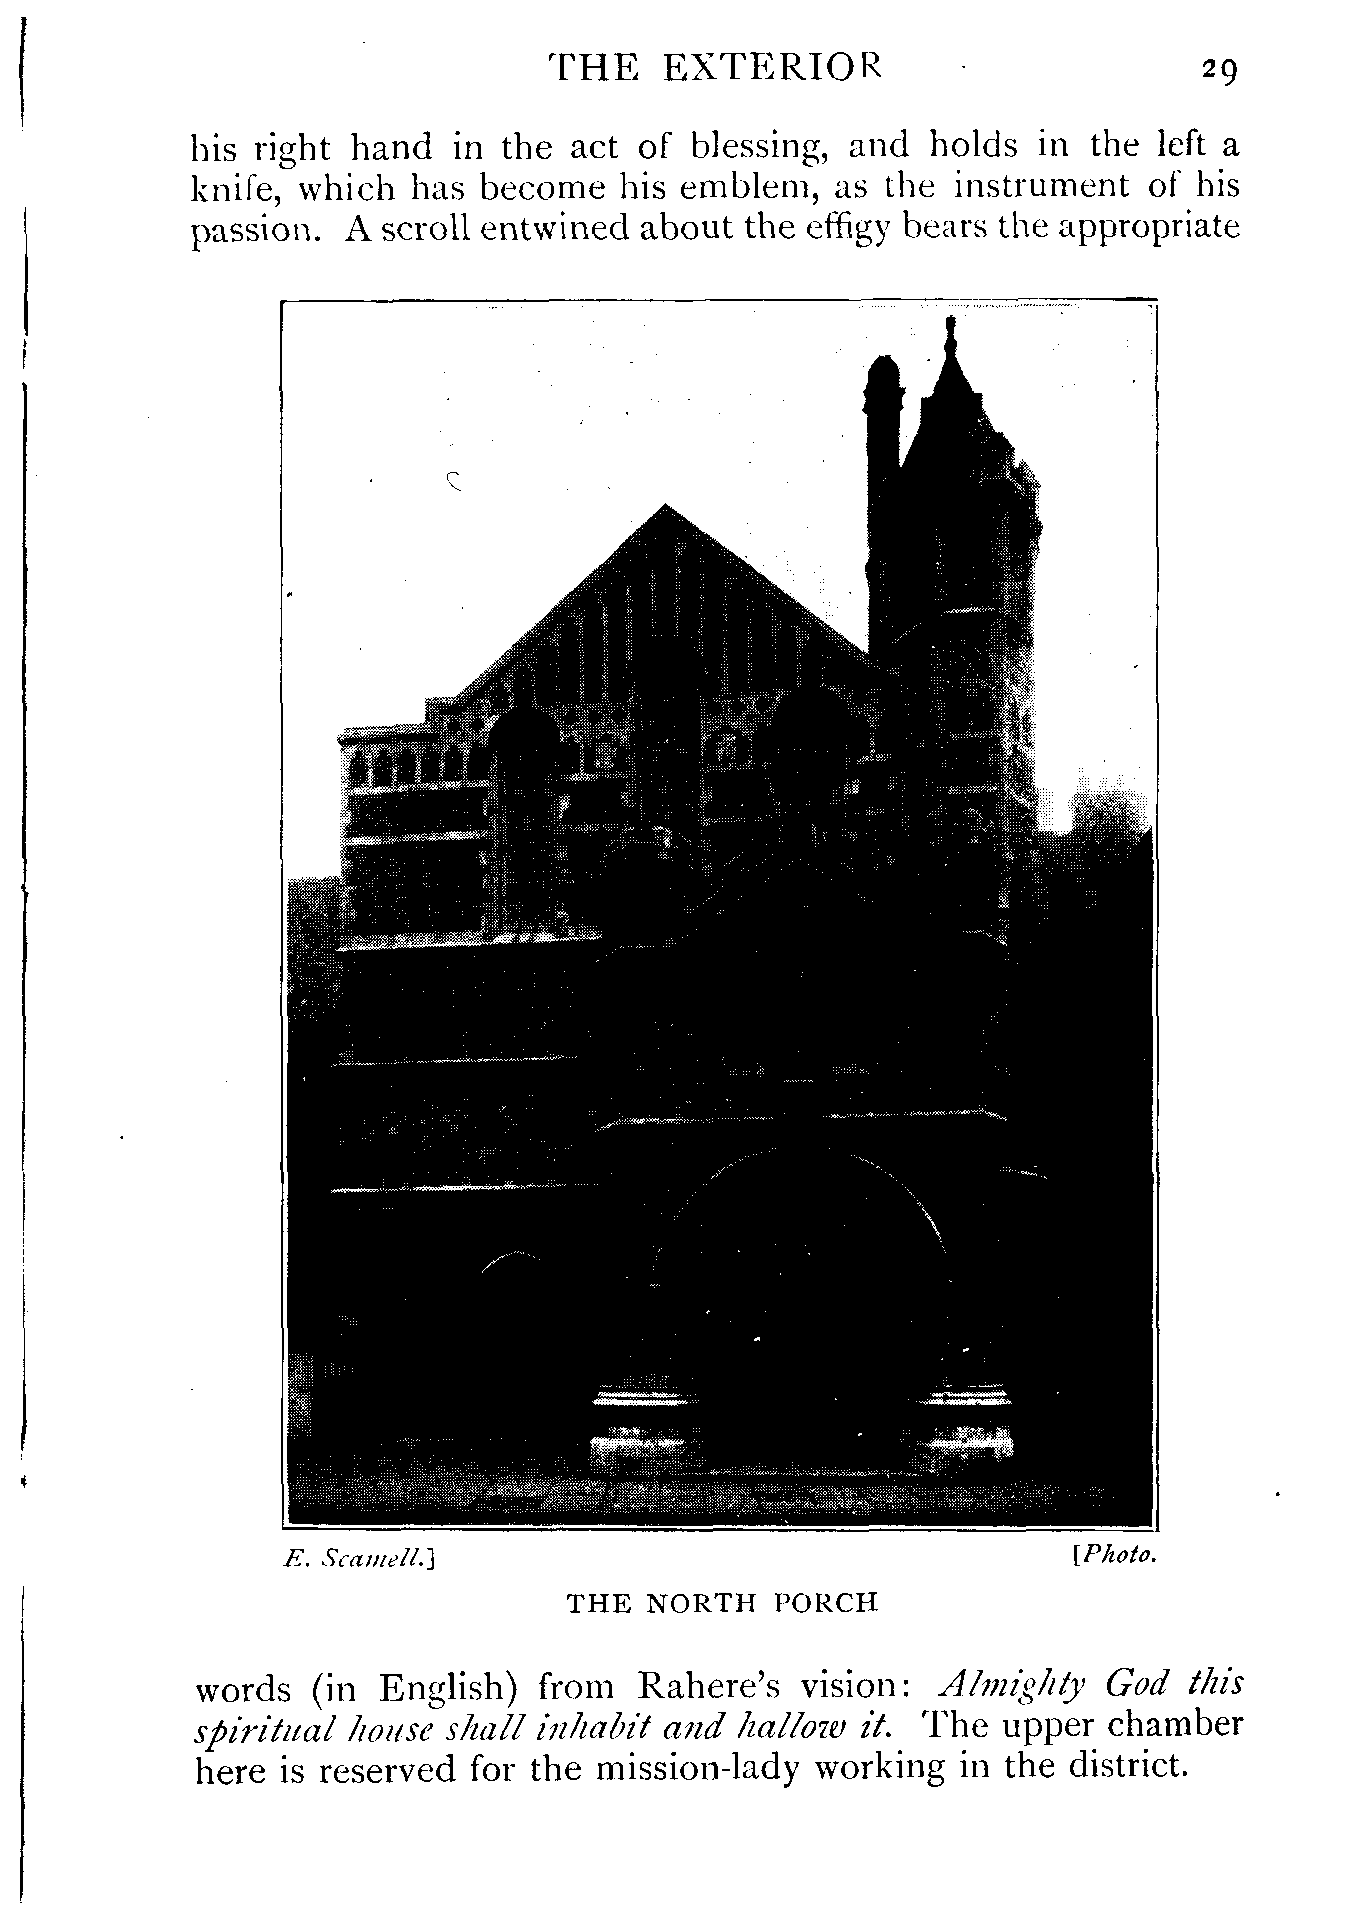 THE EXTERIOR 29
his right hand in the act of blessing, and holds in the left a
knife, which has become his emblem, as the instrument of his
passion. A scroll entwined about the effigy bears the appropriate
E. Scamell.] [Photo.
THE NORTH PORCH
words (in English) from Rahere's vision: Almighty God this
spiritual house shall inhabit and hallow it. The upper chamber
here is reserved for the mission-lady working in the district.